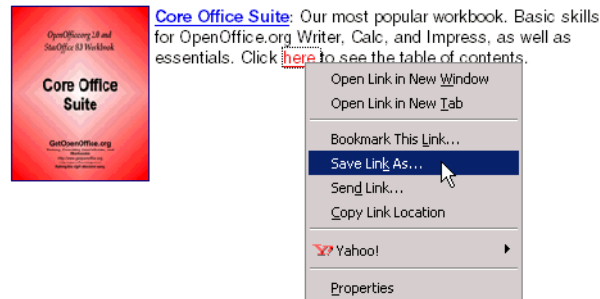 OpenOffice.org 2.0 and
StarOffice 8.0 Workbook
Core Office
Suite
GetOpenOffice.org
Core Office Suite: Our most popular workbook. Basic skills
for OpenOffice.org Writer, Calc, and Impress, as well as
essentials. Click here to see the table of contents.
Open Link in New Window
Open Link in New Tab
Bookmark This Link...
Save Link As...
Send Link...
Copy Link Location
Yahoo!
Properties